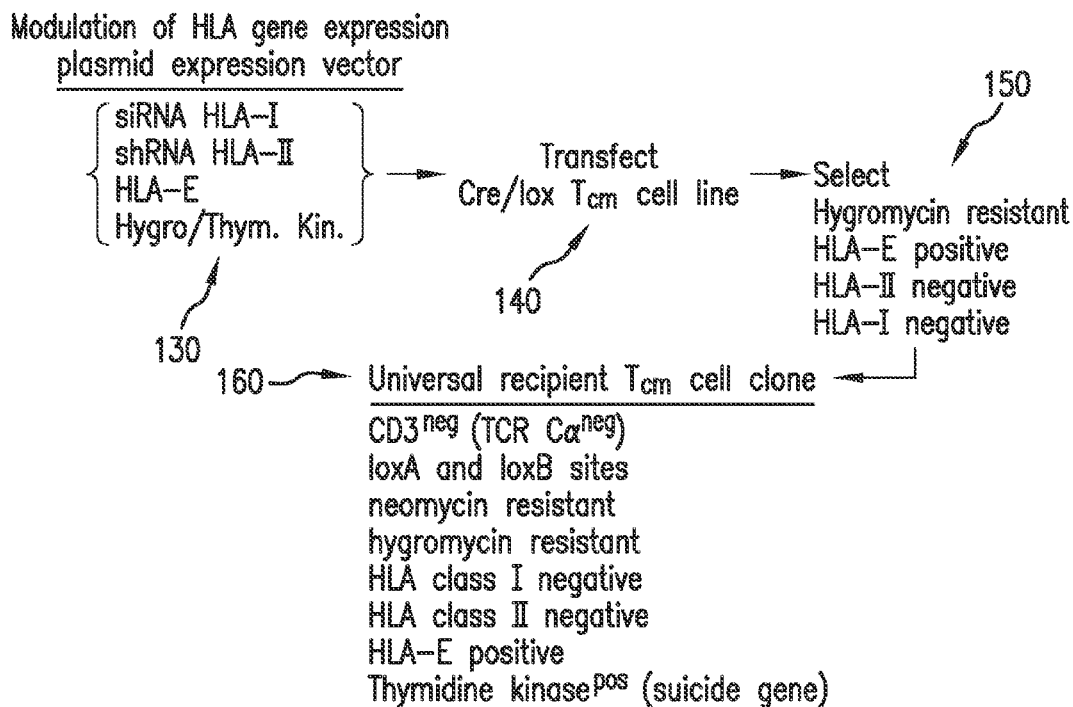 Modulation of HLA gene expression
plasmid expression vector
siRNA HLA-I
shRNA HLA-II
HLA-E
Hygro/Thym. Kin.
130
Transfect
Cre/lox Tcm cell line
140
150
Select
Hygromycin resistant
HLA-E positive
HLA-II negative
HLA-I negative
160
Universal recipient Tcm cell clone
CD3neg (TCR Cαneg)
loxA and loxB sites
neomycin resistant
hygromycin resistant
HLA class I negative
HLA class II negative
HLA-E positive
Thymidine kinasepos (suicide gene)